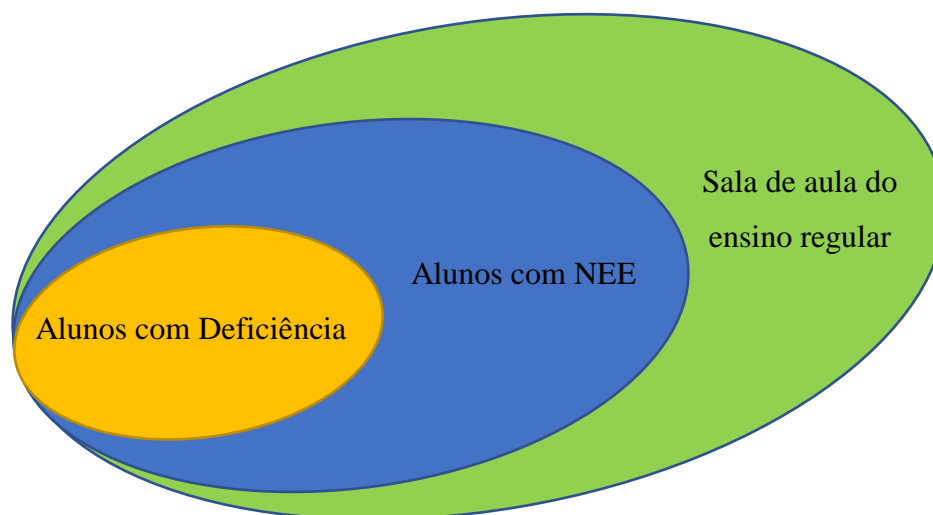 Sala de aula do
ensino regular
Alunos com NEE
Alunos com Deficiência